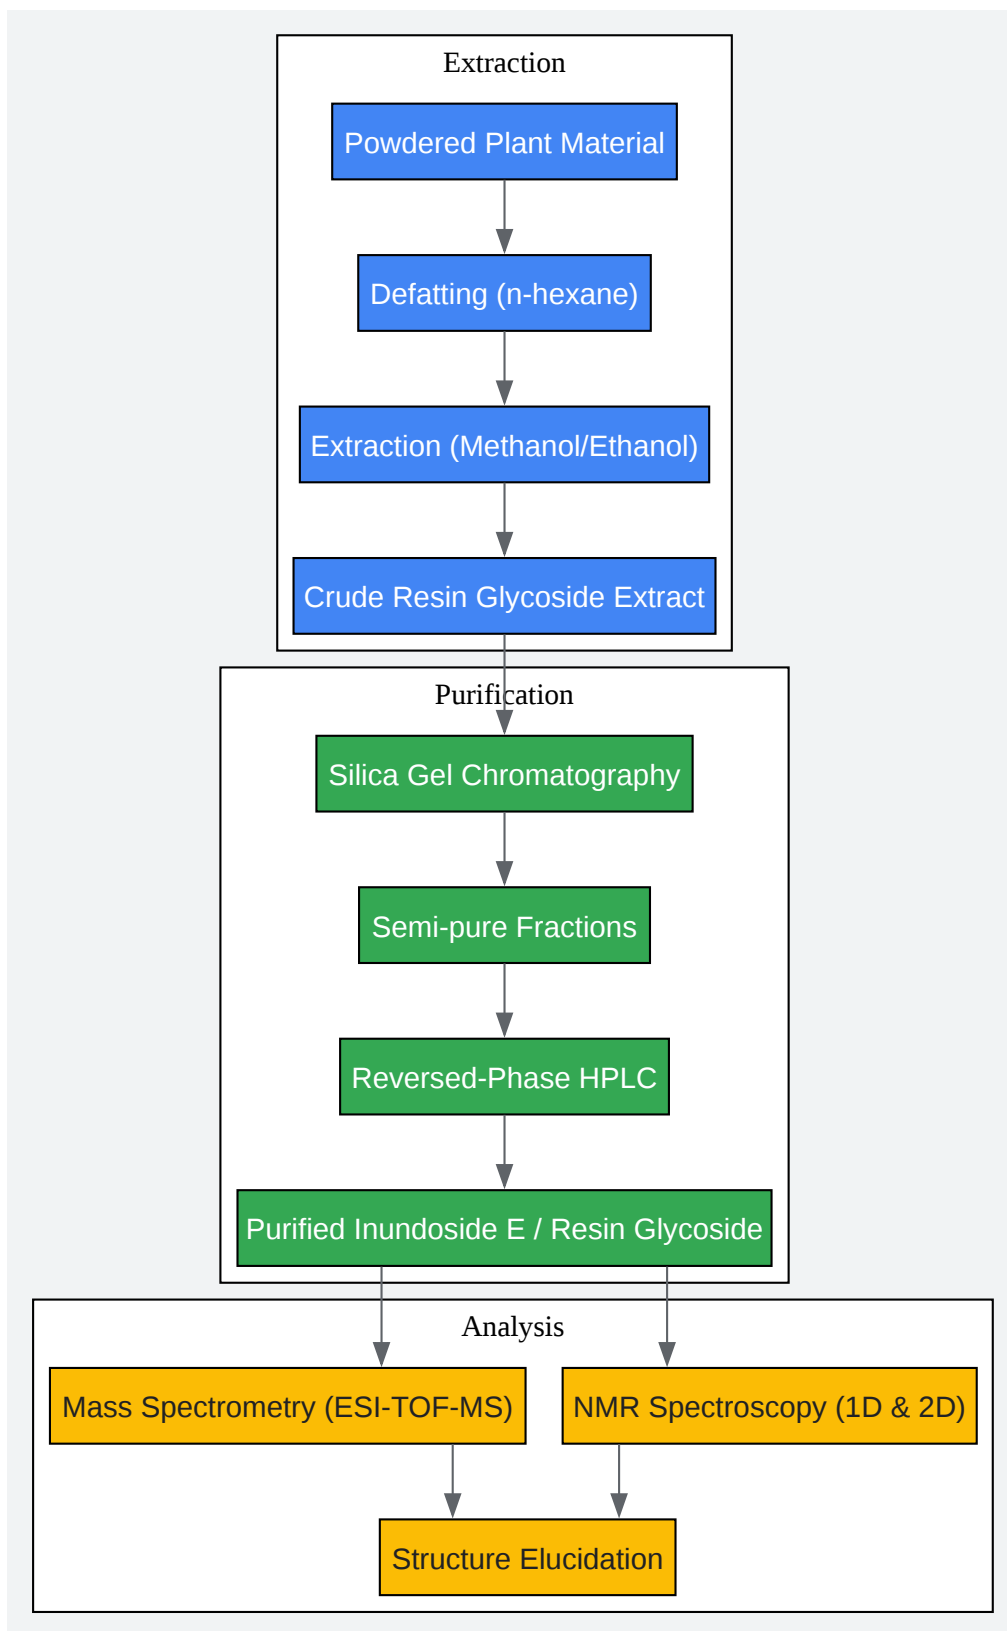 Extraction
Powdered Plant Material
Defatting (n-hexane)
Extraction (Methanol/Ethanol)
Crude Resin Glycoside Extract
Purification
Silica Gel Chromatography
Semi-pure Fractions
Reversed-Phase HPLC
Purified Inundoside E / Resin Glycoside
Analysis
Mass Spectrometry (ESI-TOF-MS)
NMR Spectroscopy (1D & 2D)
Structure Elucidation